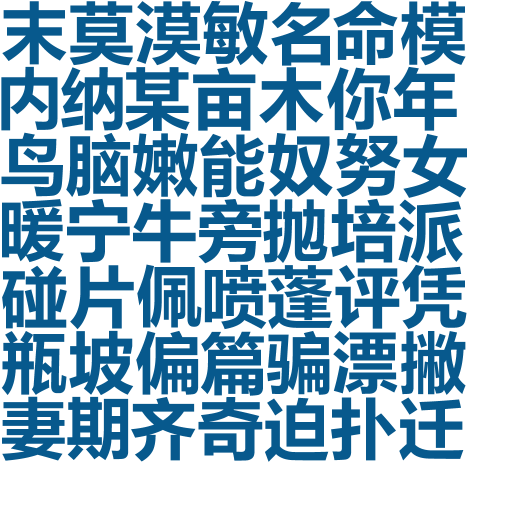 末莫漠敏名命模
内纳某亩木你年
鸟脑嫩能奴努女
暖宁牛旁抛培派
碰片佩喷蓬评凭
瓶坡偏篇骗漂撇
妻期齐奇迫扑迁